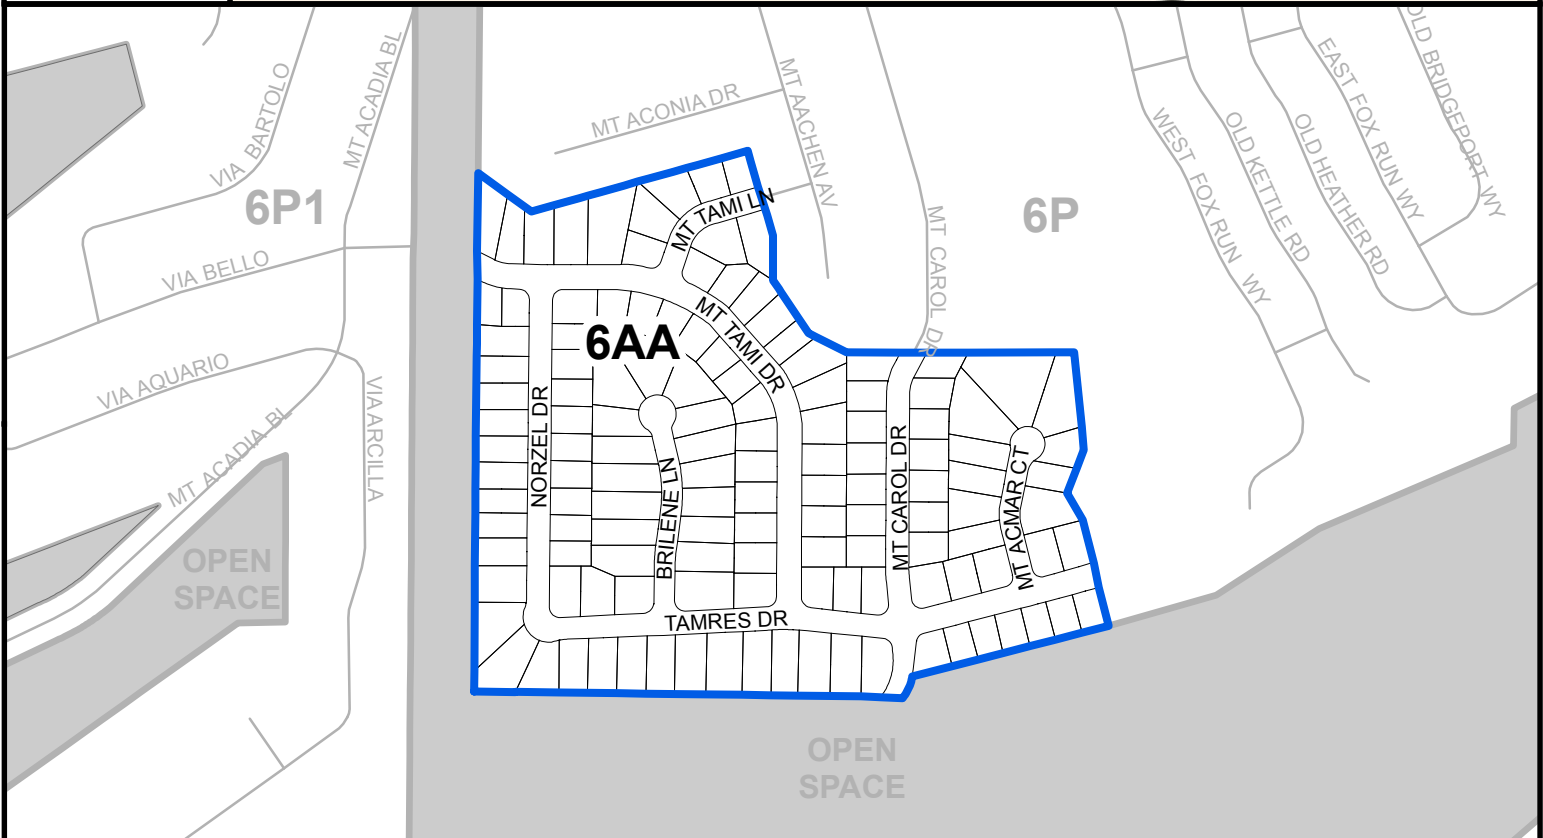 VIA BARTOLO
MT ACADIA BL
6P1
VIA BELLO
VIA AQUARIO
MT ACADIA BL
VIA ARCILLA
OPEN
SPACE
MT ACONIA DR
MT AACHEN AV
MT CAROL DR
6P
WEST FOX RUN WY
OLD KETTLE RD
OLD HEATHER RD
EAST FOX RUN WY
OLD BRIDGEPORT WY
MT TAMI LN
MT TAMI DR
6AA
NORZEL DR
BRILENE LN
MT CAROL DR
MT ACMAR CT
TAMRES DR
OPEN
SPACE